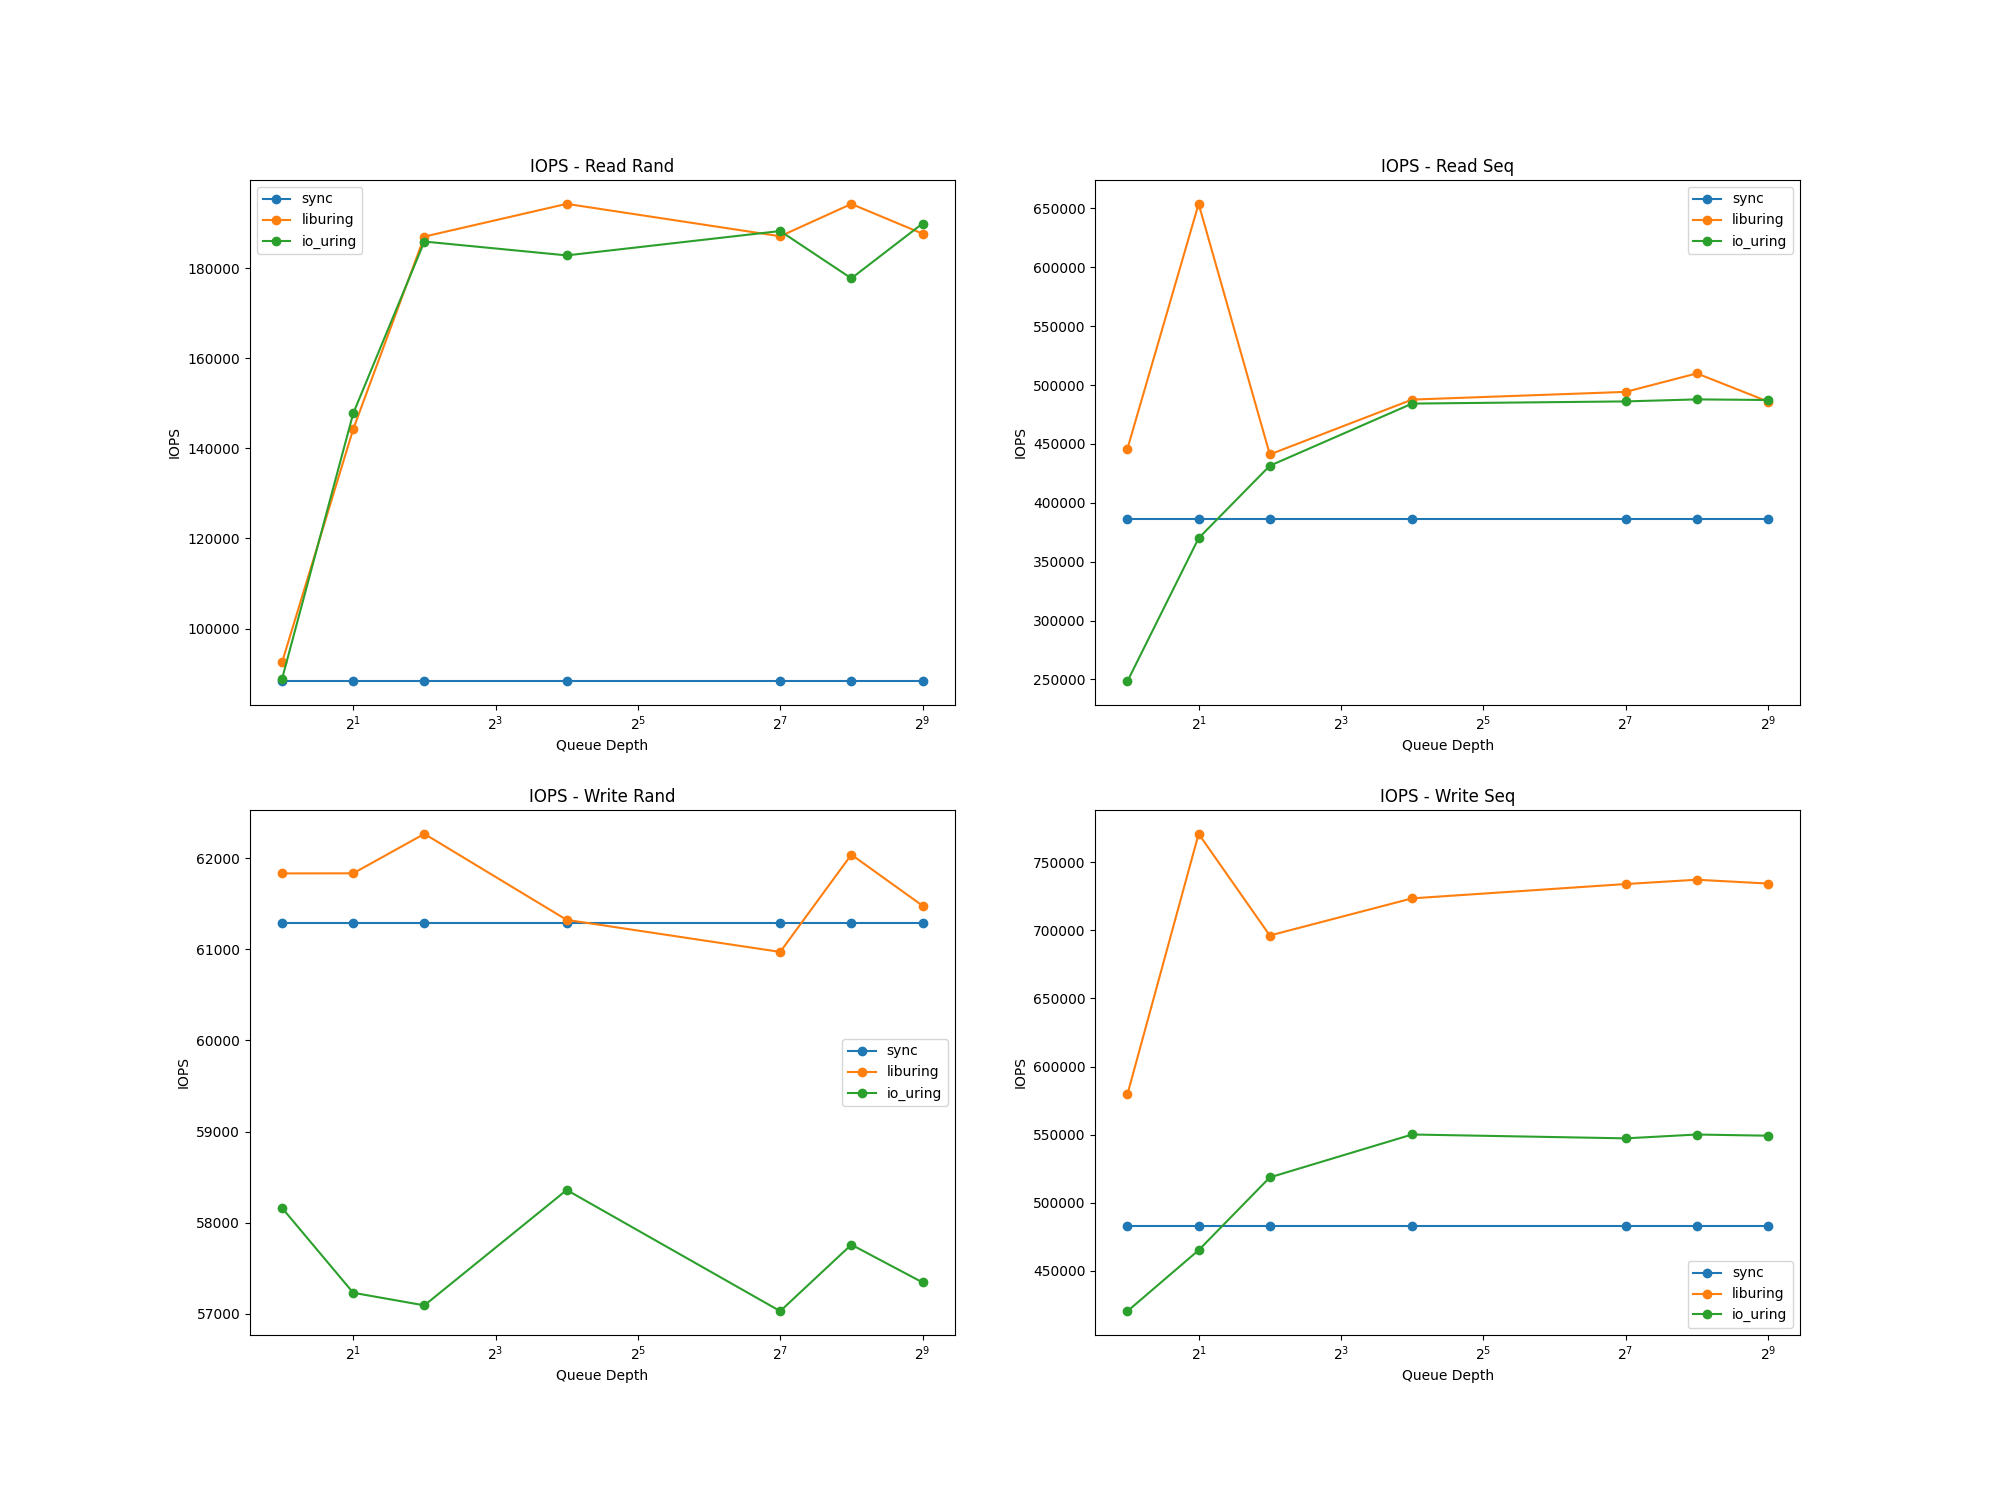 IOPS - Read Rand
sync
liburing
io_uring
180000
160000
140000
120000
100000
IOPS
2^1
2^3
2^5
2^7
2^9
Queue Depth
IOPS - Read Seq
sync
liburing
io_uring
650000
600000
550000
500000
450000
400000
350000
300000
250000
IOPS
2^1
2^3
2^5
2^7
2^9
Queue Depth
IOPS - Write Rand
62000
61000
60000
59000
58000
57000
IOPS
sync
liburing
io_uring
2^1
2^3
2^5
2^7
2^9
Queue Depth
IOPS - Write Seq
750000
700000
650000
600000
550000
500000
450000
IOPS
sync
liburing
io_uring
2^1
2^3
2^5
2^7
2^9
Queue Depth